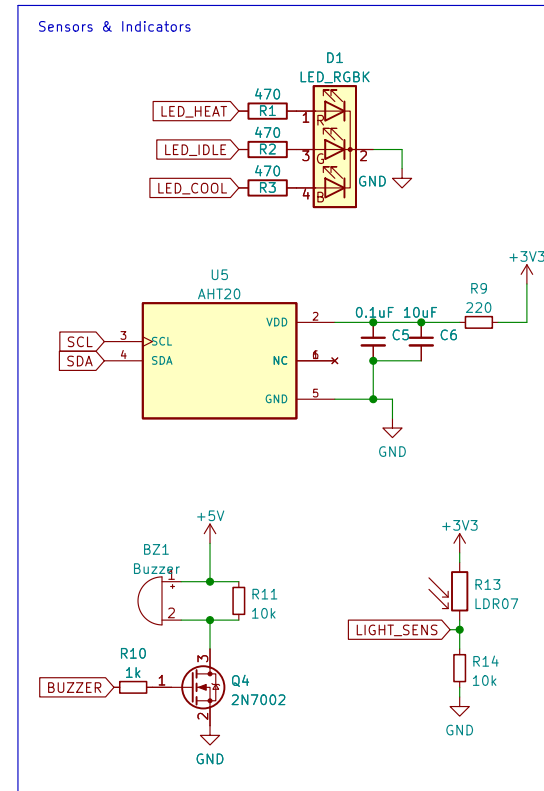 Sensors & Indicators
D1
LED_RGBK
LED_HEAT
470
R1
1
R
LED_IDLE
470
R2
3
G
2
GND
LED_COOL
470
R3
4
B
+3V3
U5
AHT20
R9
220
SCL
3
SCL
SDA
4
SDA
VDD
2
0.1uF
10uF
C5
C6
NC
GND
5
GND
+5V
BZ1
Buzzer
1
+
2
R11
10k
R10
1k
BUZZER
1
3
2
Q4
2N7002
GND
+3V3
R13
LDR07
LIGHT_SENS
R14
10k
GND